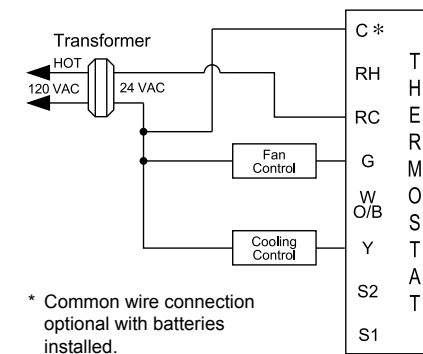 Transformer
HOT
120 VAC
24 VAC
C *
RH
RC
G
W
O/B
Y
S2
S1
THERMOSTAT
Fan
Control
Cooling
Control
* Common wire connection
optional with batteries
installed.